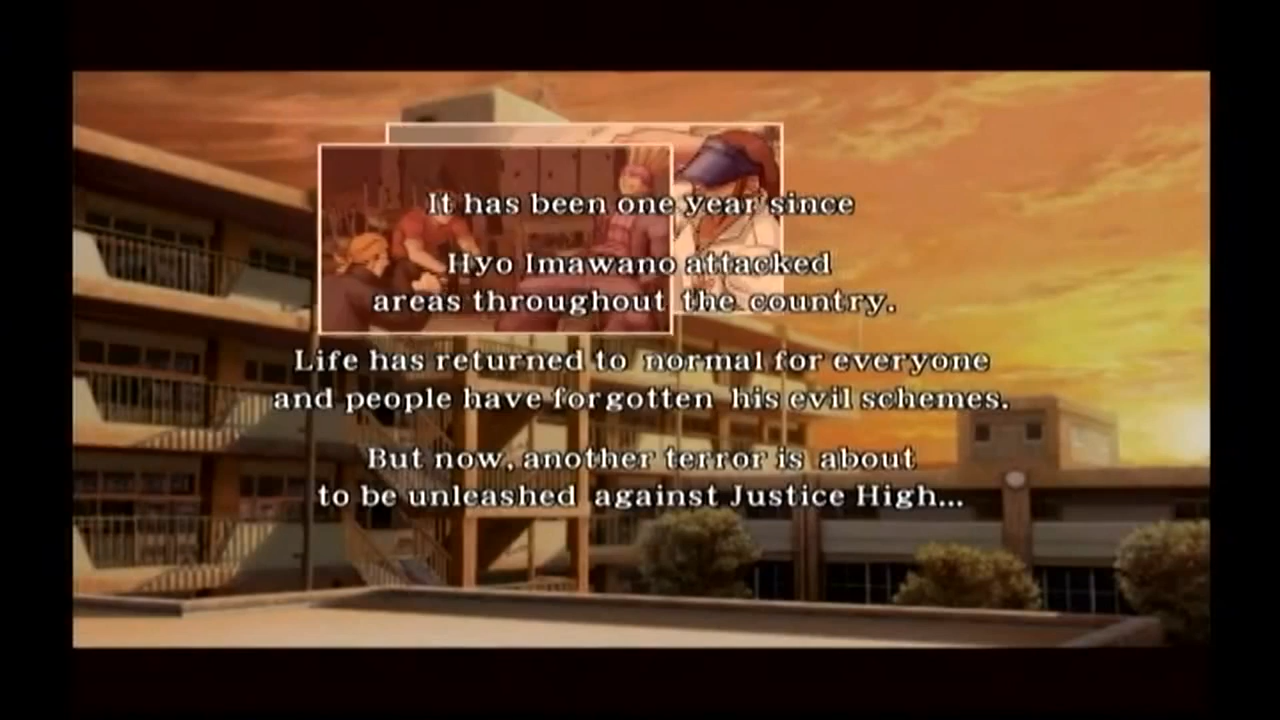 It has been one year since
Hyo Imawano attacked
areas throughout the country.
Life has returned to normal for everyone
and people have forgotten his evil schemes.
But now, another terror is about
to be unleashed against Justice High...